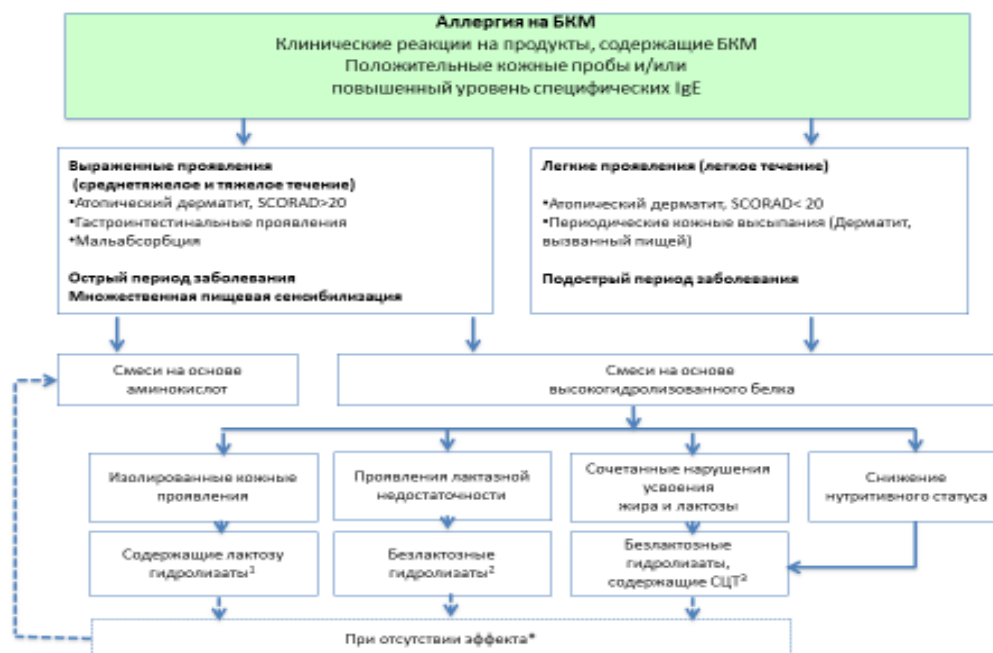 Аллергия на БКМ
Клинические реакции на продукты, содержащие БКМ
Положительные кожные пробы и/или
повышенный уровень специфических IgE
Выраженные проявления
(среднетяжелое и тяжелое течение)
•Атопический дерматит, SCORAD>20
•Гастроинтестинальные проявления
•Мальабсорбция
Острый период заболевания
Множественная пищевая сенсибилизация
Легкие проявления (легкое течение)
•Атопический дерматит, SCORAD< 20
•Периодические кожные высыпания (Дерматит,
вызванный пищей)
Подострый период заболевания
Смеси на основе
аминокислот
Смеси на основе
высокогидролизованного белка
Изолированные кожные
проявления
Проявления лактазной
недостаточности
Сочетанные нарушения
усвоения
жира и лактозы
Снижение
нутритивного статуса
Содержащие лактозу
гидролизаты¹
Безлактозные
гидролизаты²
Безлактозные
гидролизаты,
содержащие СЦТ³
При отсутствии эффекта*